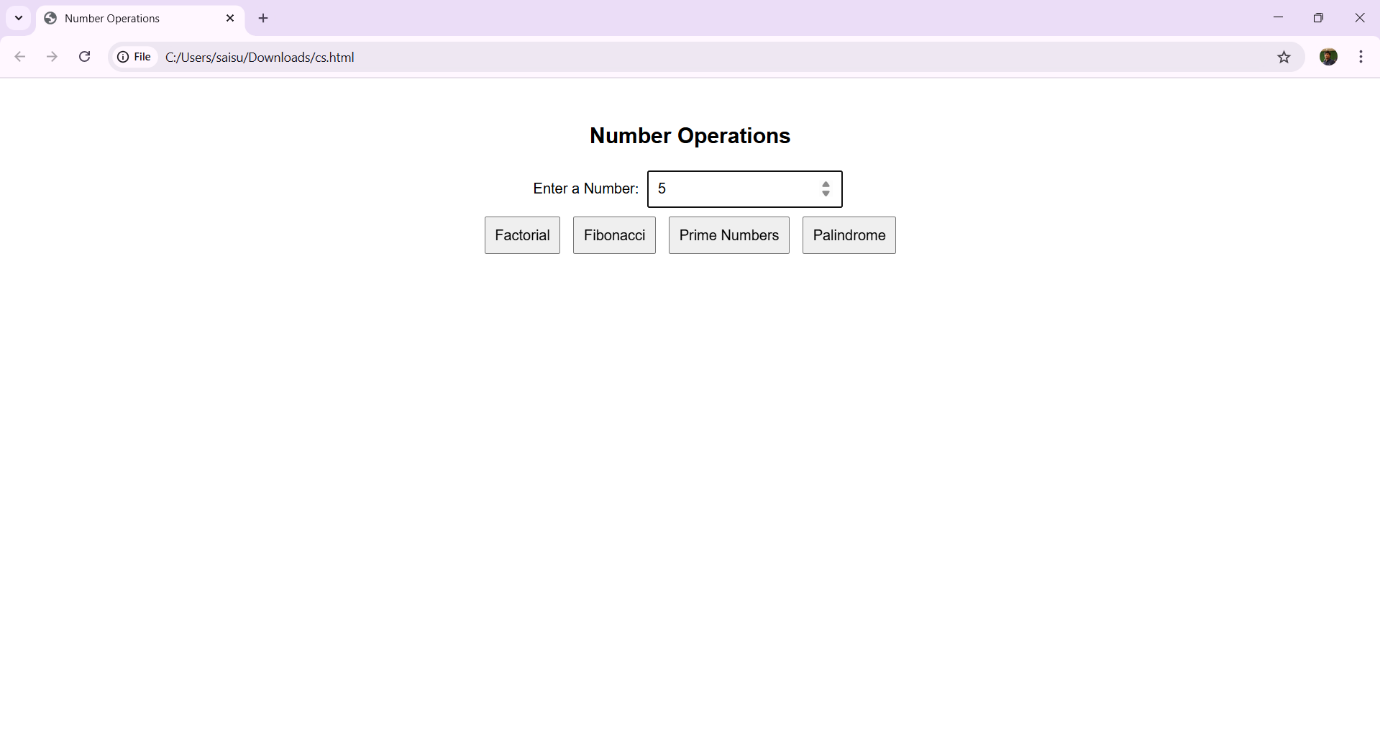 Number Operations
File C:/Users/saisu/Downloads/cs.html
Number Operations
Enter a Number: 5
Factorial Fibonacci Prime Numbers Palindrome